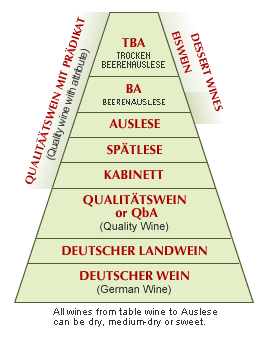 QUALITÄÄTSWEIN MIT PRÄDIKAT
(Quality wine with attribute)
TBA
TROCKEN
BEERENAUSLESE
EISWEIN
DESSERT WINES
BA
BEERENAUSLESE
AUSLESE
SPÄTLESE
KABINETT
QUALITÄTSWEIN
or QbA
(Quality Wine)
DEUTSCHER LANDWEIN
DEUTSCHER WEIN
(German Wine)
All wines from table wine to Auslese
can be dry, medium-dry or sweet.